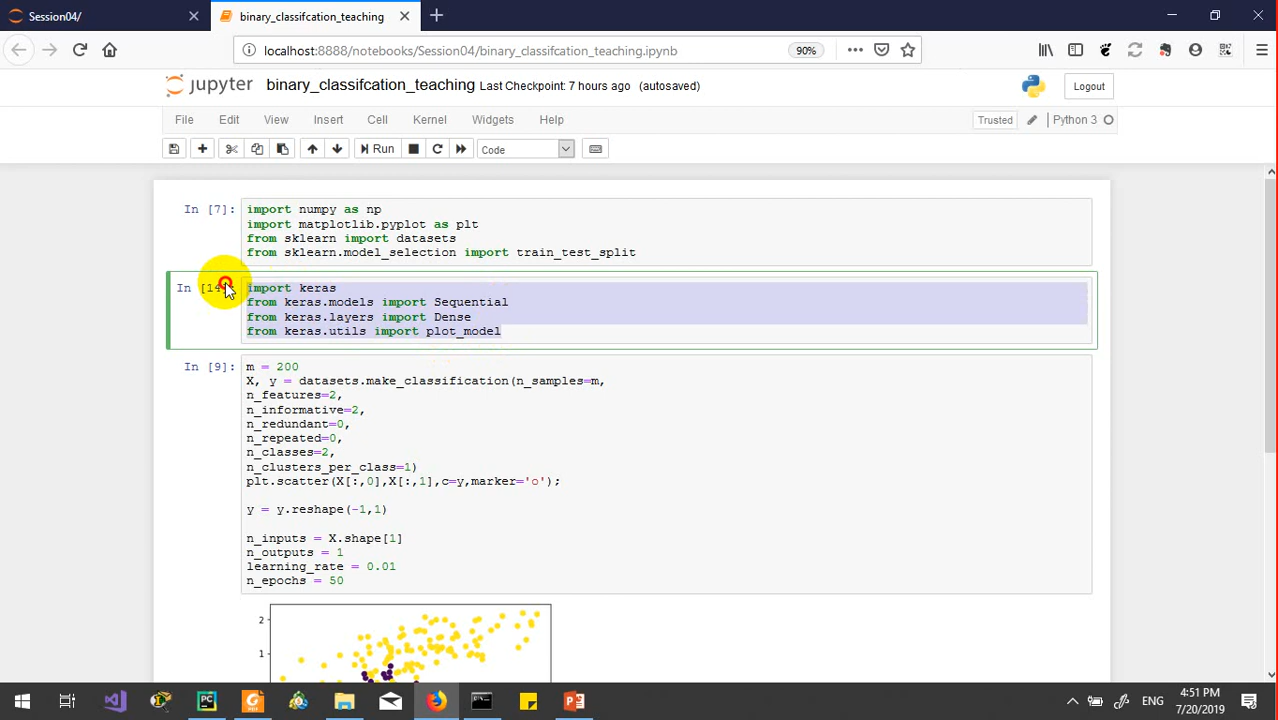 Session04/
binary_classifcation_teaching
localhost:8888/notebooks/Session04/binary_classifcation_teaching.ipynb
90%
jupyter
binary_classifcation_teaching Last Checkpoint: 7 hours ago (autosaved)
Logout
File Edit View Insert Cell Kernel Widgets Help
Trusted
Python 3
Run
Code
In [7]:
import numpy as np
import matplotlib.pyplot as plt
from sklearn import datasets
from sklearn.model_selection import train_test_split
In [14]
import keras
from keras.models import Sequential
from keras.layers import Dense
from keras.utils import plot_model
In [9]:
m = 200
X, y = datasets.make_classification(n_samples=m,
n_features=2,
n_informative=2,
n_redundant=0,
n_repeated=0,
n_classes=2,
n_clusters_per_class=1)
plt.scatter(X[:,0],X[:,1],c=y,marker='o');
y = y.reshape(-1,1)
n_inputs = X.shape[1]
n_outputs = 1
learning_rate = 0.01
n_epochs = 50
2
1
ENG
4:51 PM
7/20/2019